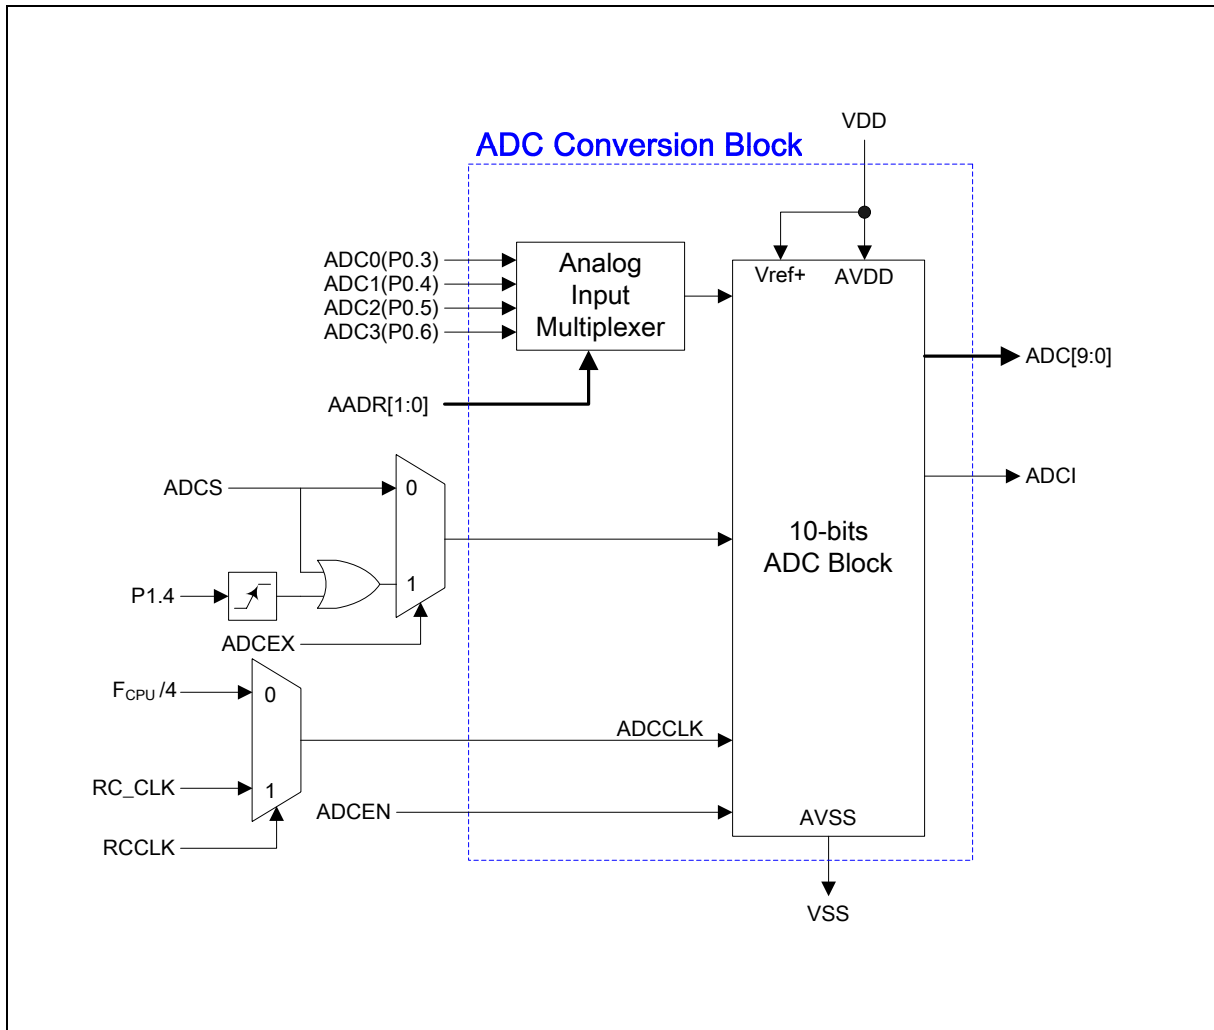 VDD
ADC Conversion Block
ADC0(P0.3)
ADC1(P0.4)
ADC2(P0.5)
ADC3(P0.6)
Analog
Input
Multiplexer
Vref+
AVDD
ADC[9:0]
AADR[1:0]
ADCS
0
ADCI
10-bits
ADC Block
1
P1.4
ADCEX
FCPU /4
0
ADCCLK
RC_CLK
1
ADCEN
AVSS
RCCLK
VSS